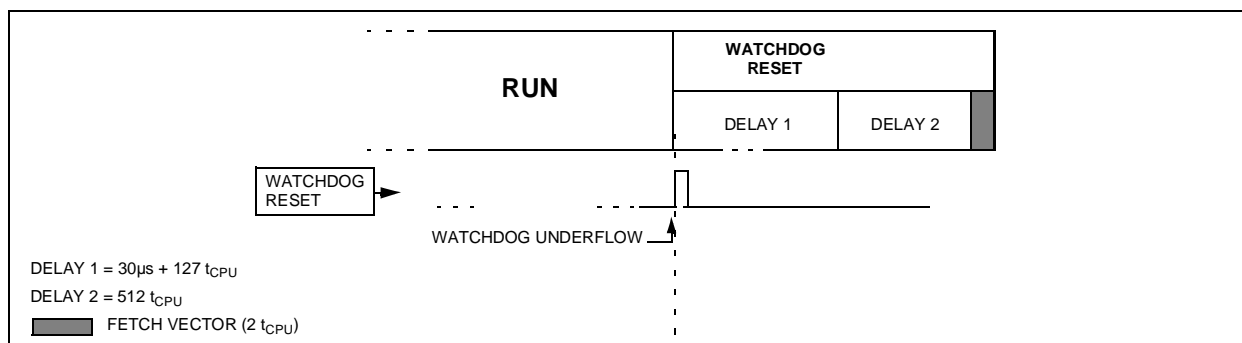 WATCHDOG
RESET
RUN
DELAY 1
DELAY 2
WATCHDOG
RESET
WATCHDOG UNDERFLOW
DELAY 1 = 30µs + 127 tCPU
DELAY 2 = 512 tCPU
FETCH VECTOR (2 tCPU)